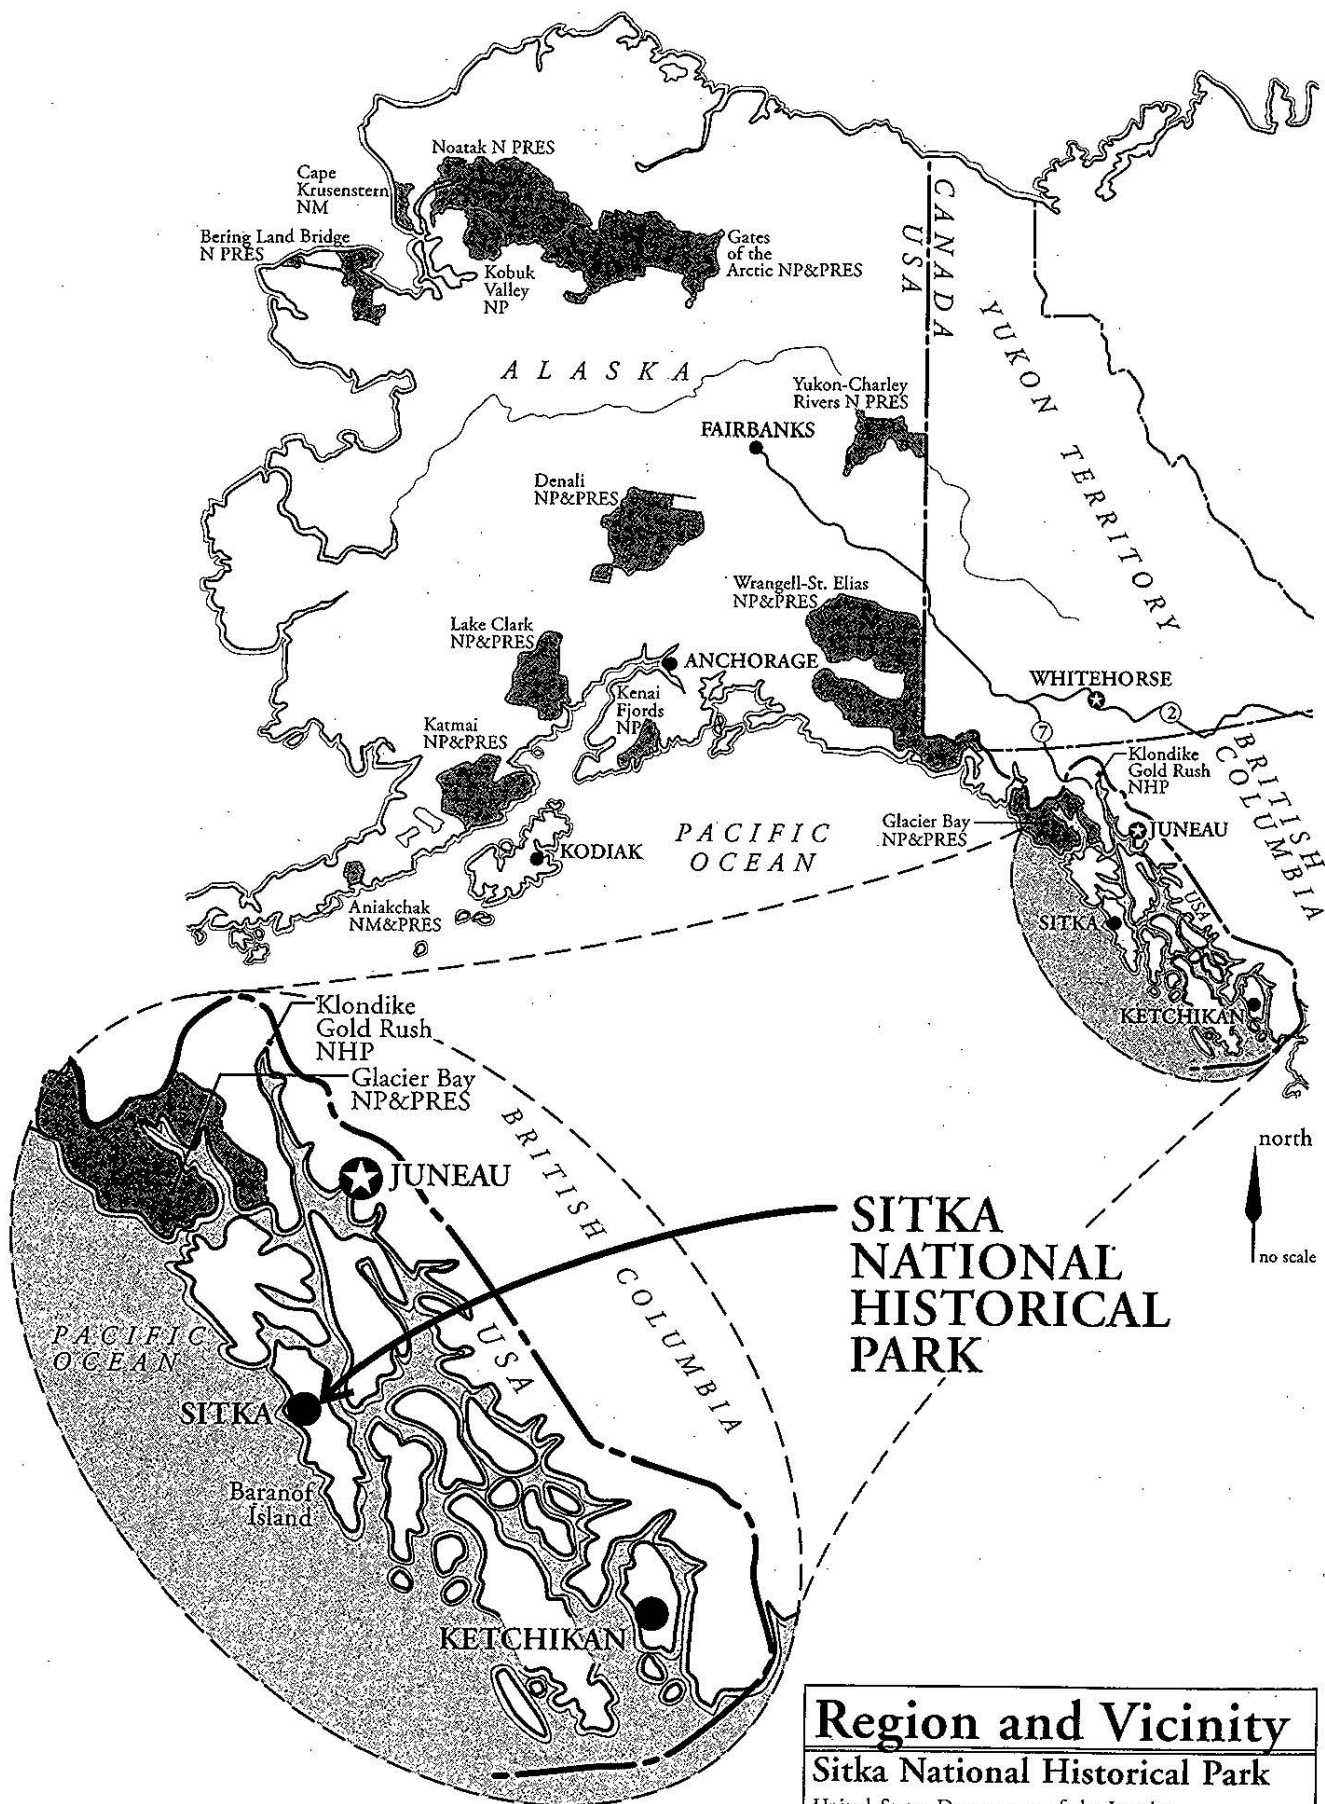 Noatak N PRES
Cape
Krusenstern
NM
Bering Land Bridge
N PRES
Kobuk
Valley
NP
Gates
of the
Arctic NP&PRES
CANADA
USA
YUKON TERRITORY
ALASKA
Yukon-Charley
Rivers N PRES
FAIRBANKS
Denali
NP&PRES
Wrangell-St. Elias
NP&PRES
Lake Clark
NP&PRES
ANCHORAGE
Kenai
Fjords
NP
WHITEHORSE
2
7
Katmai
NP&PRES
Klondike
Gold Rush
NHP
BRITISH
COLUMBIA
Glacier Bay
NP&PRES
JUNEAU
PACIFIC
OCEAN
KODIAK
Aniakchak
NM&PRES
USA
SITKA
KETCHIKAN
Klondike
Gold Rush
NHP
Glacier Bay
NP&PRES
BRITISH COLUMBIA
north
no scale
JUNEAU
SITKA
NATIONAL
HISTORICAL
PARK
PACIFIC
OCEAN
USA
SITKA
Baranof
Island
KETCHIKAN
Region and Vicinity
Sitka National Historical Park